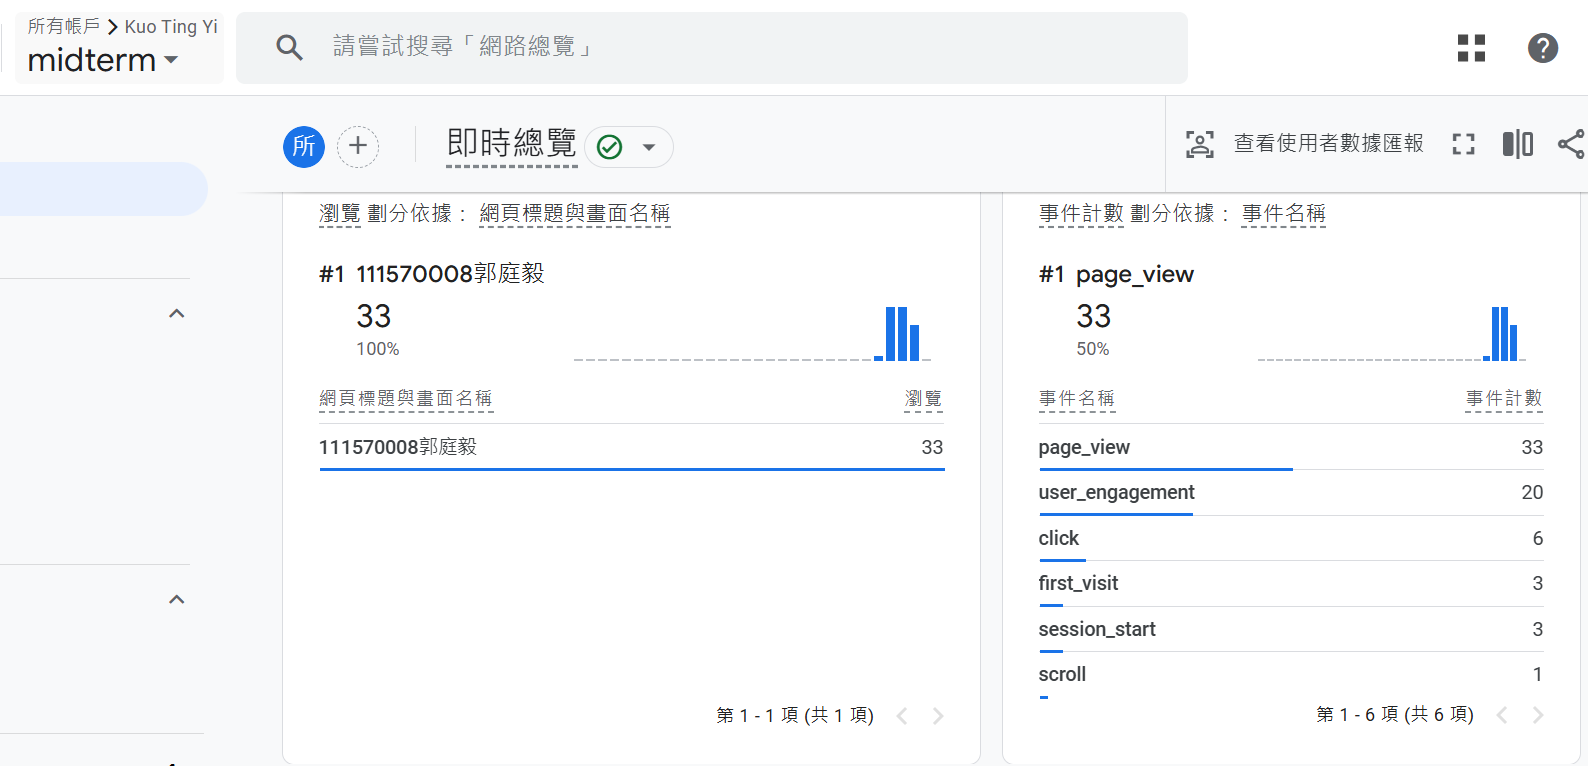 所有帳戶 > Kuo Ting Yi
midterm
請嘗試搜尋「網路總覽」
所
即時總覽
查看使用者數據匯報
瀏覽 劃分依據： 網頁標題與畫面名稱
#1 111570008郭庭毅
33
100%
網頁標題與畫面名稱 瀏覽
111570008郭庭毅 33
第 1 - 1 項 (共 1 項)
事件計數 劃分依據： 事件名稱
#1 page_view
33
50%
事件名稱 事件計數
page_view 33
user_engagement 20
click 6
first_visit 3
session_start 3
scroll 1
第 1 - 6 項 (共 6 項)